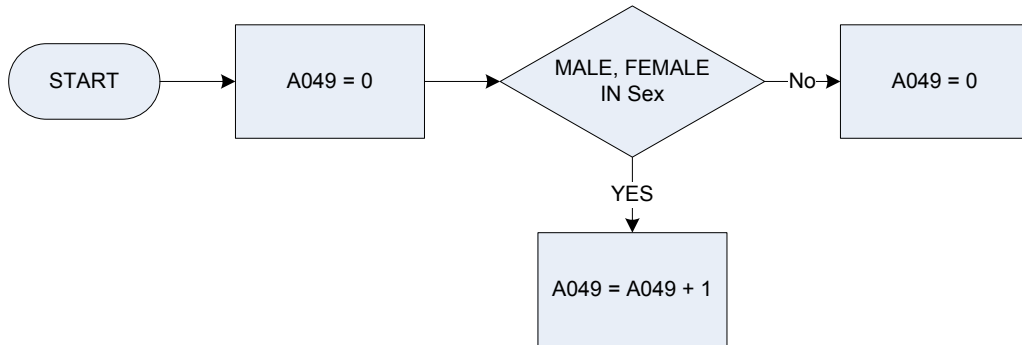 START
A049 = 0
MALE, FEMALE
IN Sex
No
A049 = 0
YES
A049 = A049 + 1